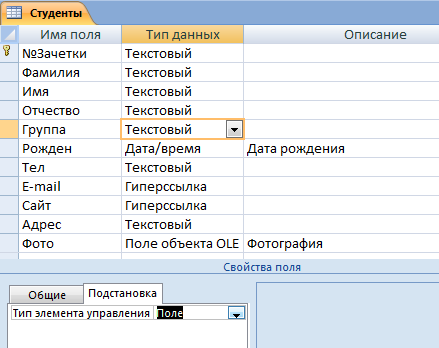 Студенты
Имя поля Тип данных Описание
№Зачетки Текстовый
Фамилия Текстовый
Имя Текстовый
Отчество Текстовый
Группа Текстовый
Рожден Дата/время Дата рождения
Тел Текстовый
E-mail Гиперссылка
Сайт Гиперссылка
Адрес Текстовый
Фото Поле объекта OLE Фотография
Свойства поля
Общие Подстановка
Тип элемента управления Поле